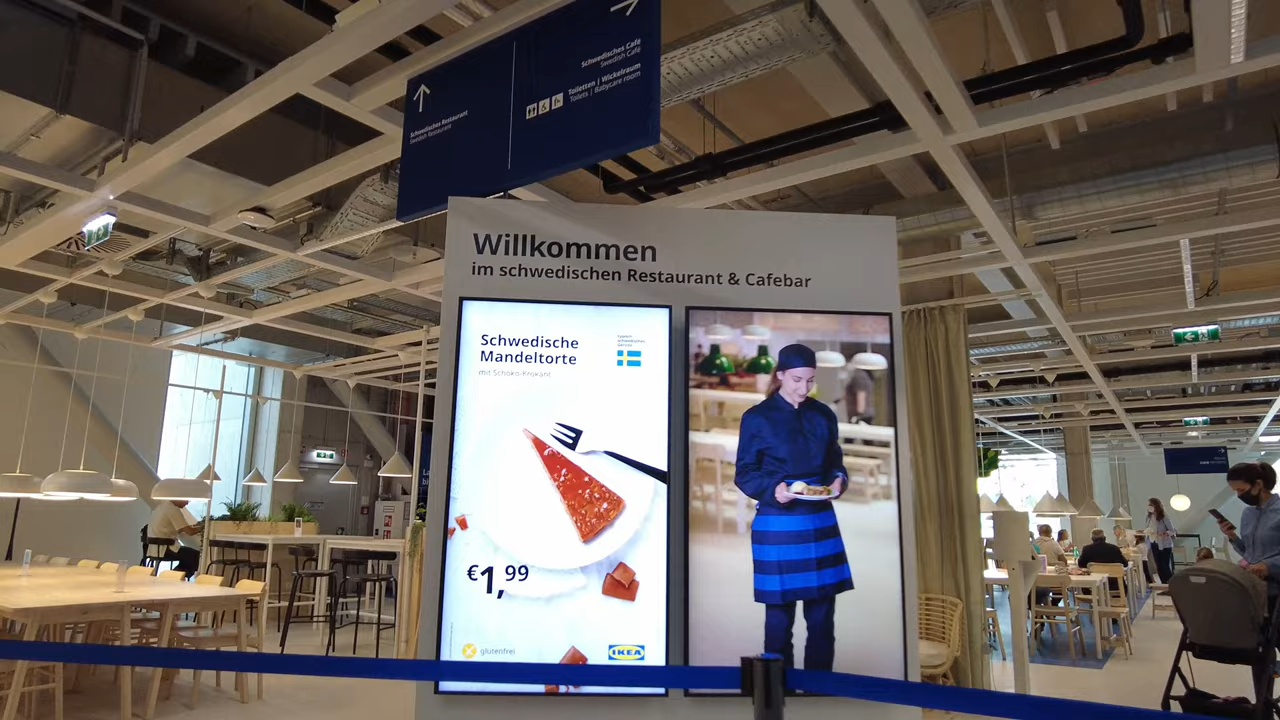 Schwedisches Restaurant
Swedish Restaurant
Schwedisches Café
Swedish Café
Toiletten | Wickelraum
Toilets | Babycare room
Willkommen
im schwedischen Restaurant & Cafebar
Schwedische
Mandeltorte
mit Schoko-Krokant
€1,99
glutenfrei
IKEA